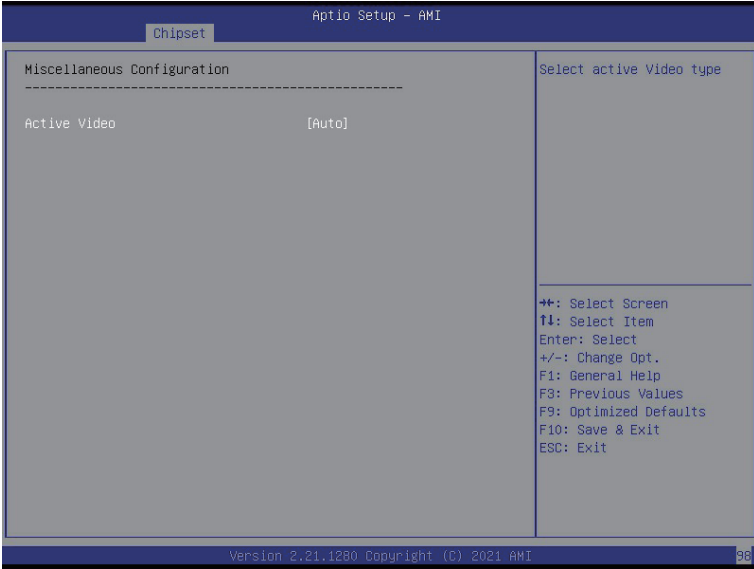 Aptio Setup - AMI
Chipset
Miscellaneous Configuration
--------------------------------------------------
Active Video [Auto]
Select active Video type
→←: Select Screen
↑↓: Select Item
Enter: Select
+/-: Change Opt.
F1: General Help
F3: Previous Values
F9: Optimized Defaults
F10: Save & Exit
ESC: Exit
Version 2.21.1280 Copyright (C) 2021 AMI
98